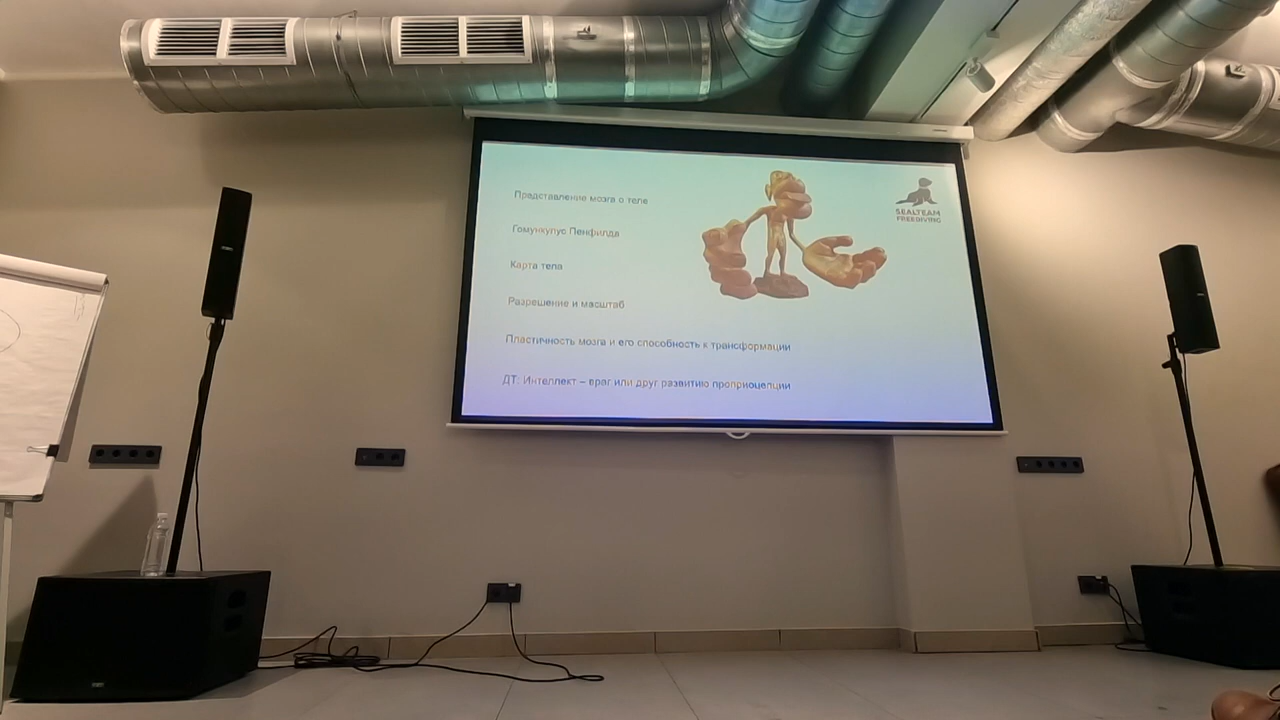 Представление мозга о теле
Гомункулус Пенфилда
Карта тела
Разрешение и масштаб
Пластичность мозга и его способность к трансформации
ДТ: Интеллект – враг или друг развитию проприоцепции
SEALTEAM
FREEDIVING